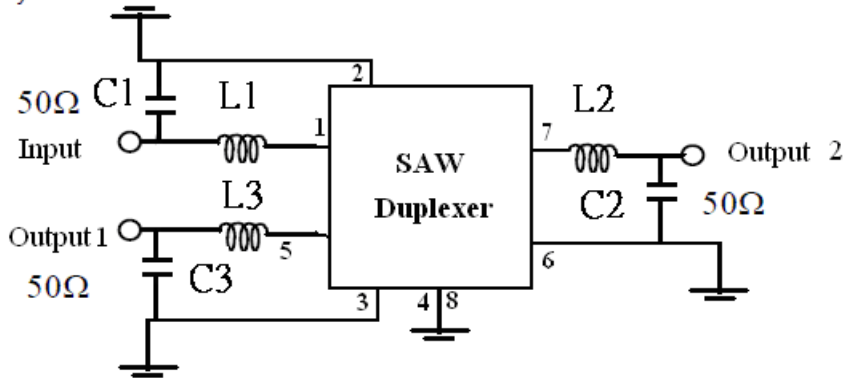 2
50Ω C1 L1
Input
1
L3
Output 1
5
50Ω C3
3
SAW
Duplexer
4 8
7
L2
Output 2
C2 50Ω
6